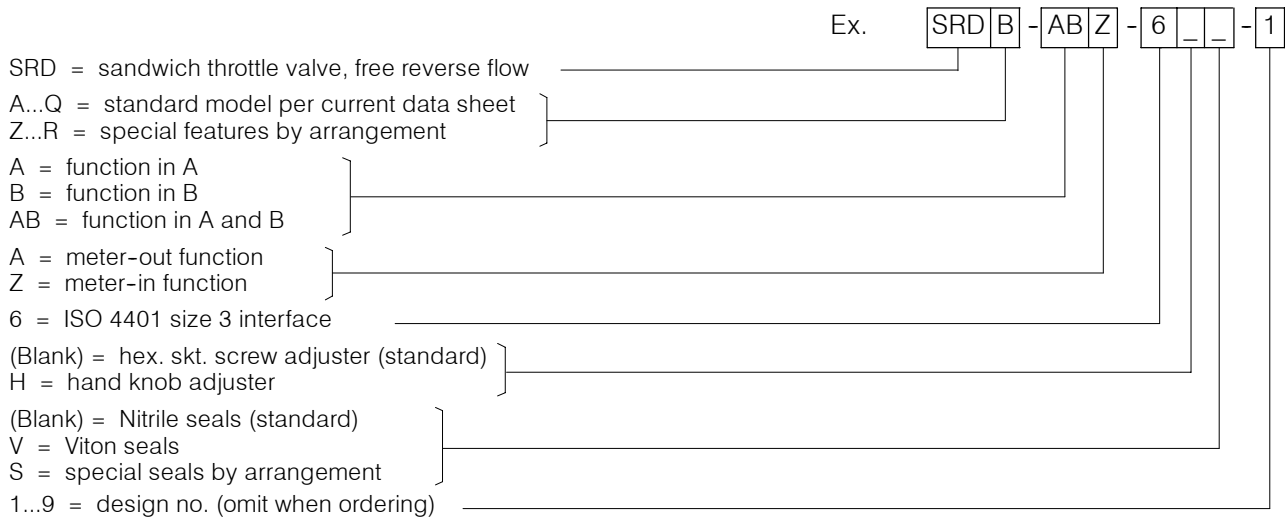 Ex. SRD B - AB Z - 6 _ _ - 1
SRD = sandwich throttle valve, free reverse flow
A...Q = standard model per current data sheet
Z...R = special features by arrangement
A = function in A
B = function in B
AB = function in A and B
A = meter-out function
Z = meter-in function
6 = ISO 4401 size 3 interface
(Blank) = hex. skt. screw adjuster (standard)
H = hand knob adjuster
(Blank) = Nitrile seals (standard)
V = Viton seals
S = special seals by arrangement
1...9 = design no. (omit when ordering)